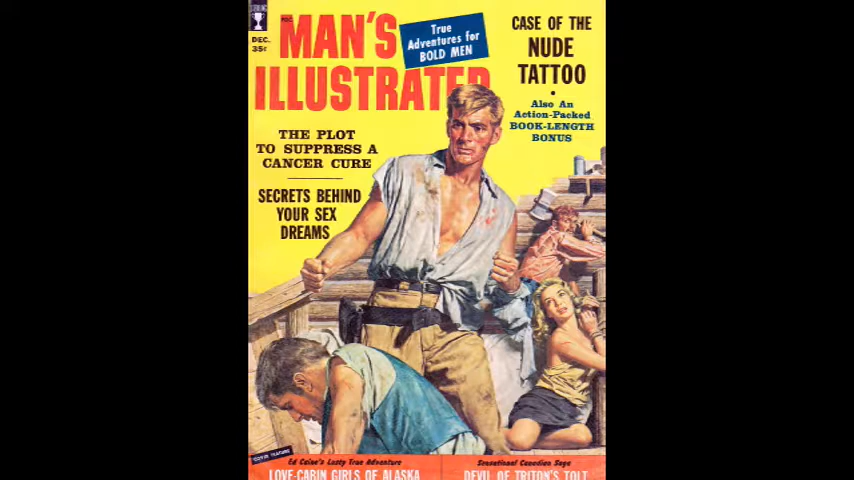 DEC.
35¢
MAN'S
ILLUSTRATED
True
Adventures for
BOLD MEN
CASE OF THE
NUDE
TATTOO
Also An
Action-Packed
BOOK-LENGTH
BONUS
THE PLOT
TO SUPPRESS A
CANCER CURE
SECRETS BEHIND
YOUR SEX
DREAMS
COVER FEATURE
Ed Caine's Lusty True Adventure
LOVE-CABIN GIRLS OF ALASKA
Sensational Canadian Saga
DEVIL OF TRITON'S TOLT